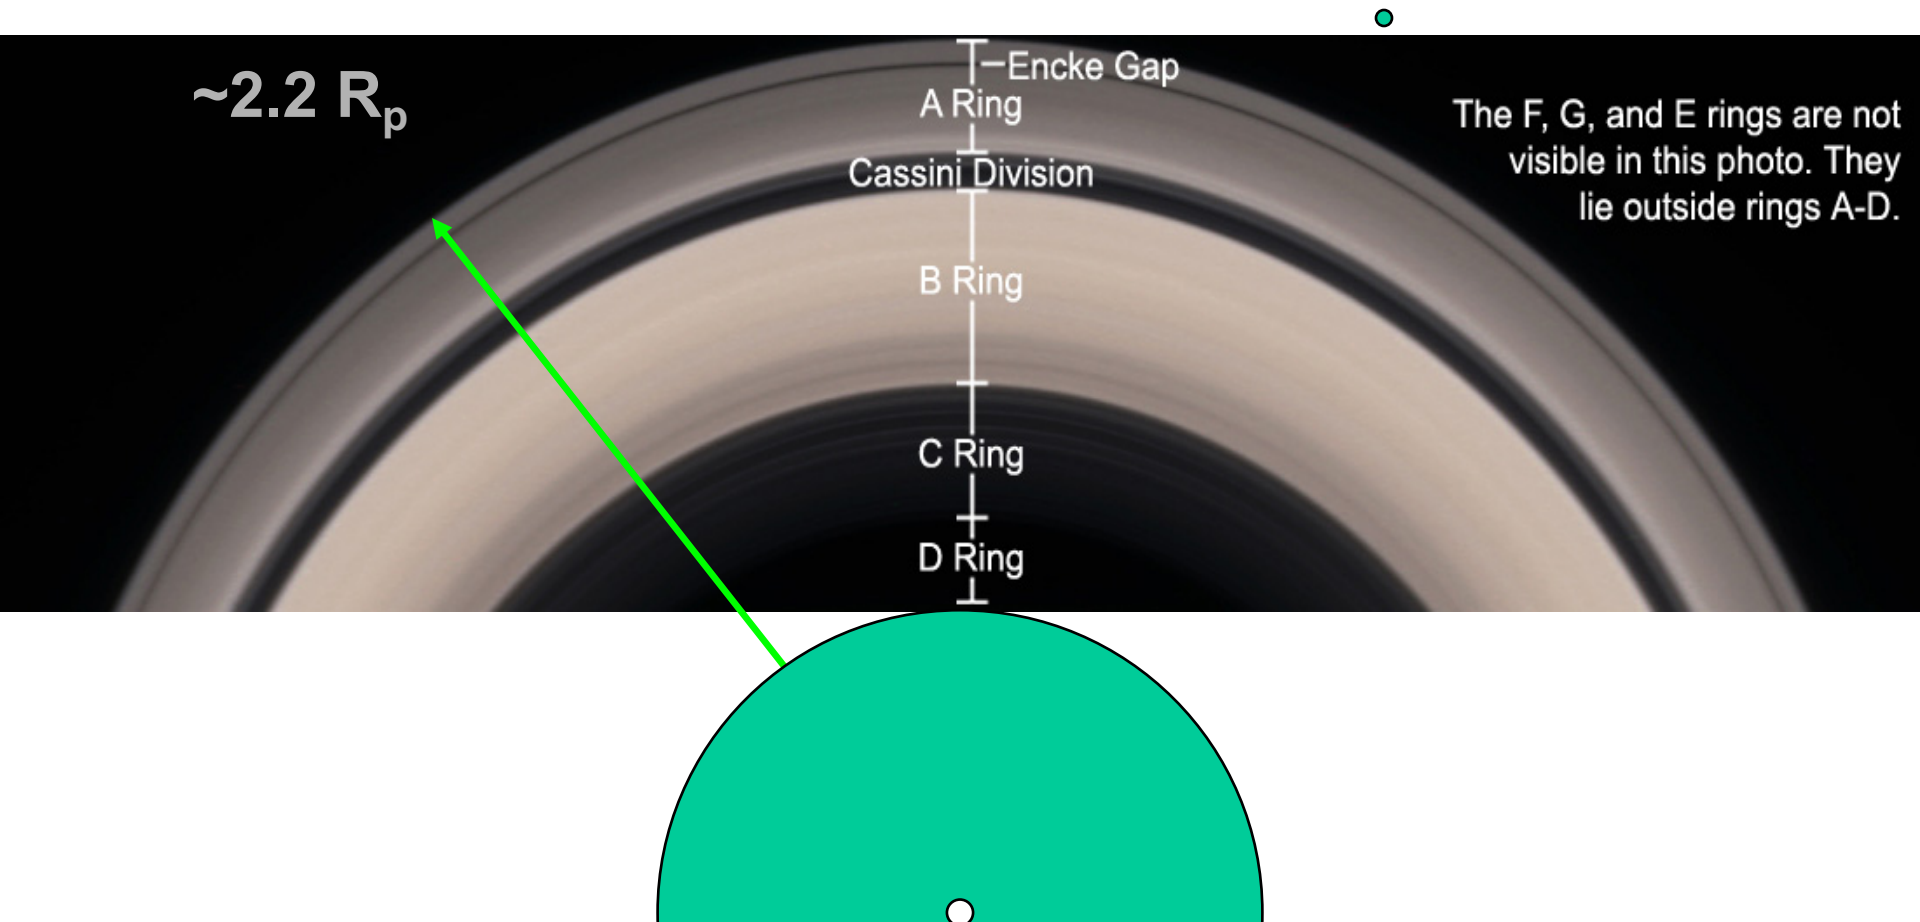 ~2.2 Rp
Encke Gap
A Ring
Cassini Division
B Ring
C Ring
D Ring
The F, G, and E rings are not
visible in this photo. They
lie outside rings A-D.